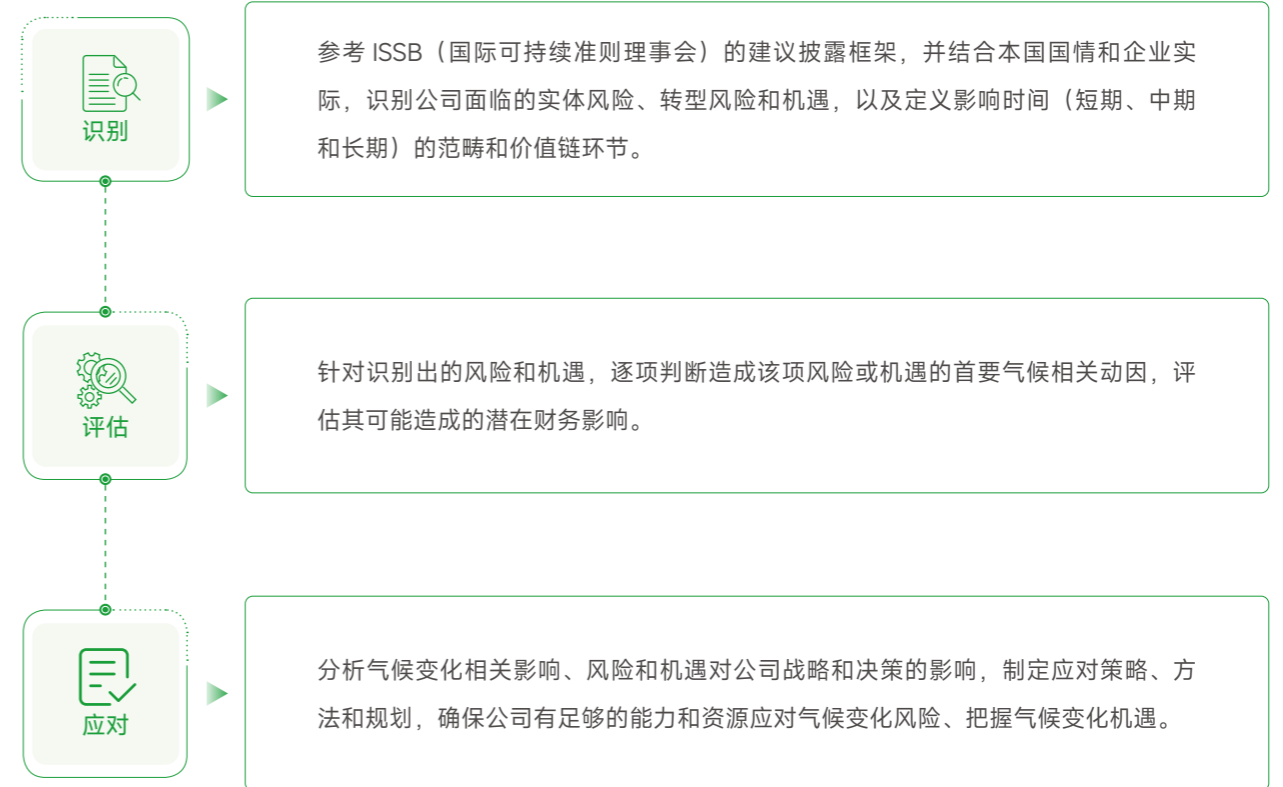 识别
参考 ISSB（国际可持续准则理事会）的建议披露框架，并结合本国国情和企业实
际，识别公司面临的实体风险、转型风险和机遇，以及定义影响时间（短期、中期
和长期）的范畴和价值链环节。
评估
针对识别出的风险和机遇，逐项判断造成该项风险或机遇的首要气候相关动因，评
估其可能造成的潜在财务影响。
应对
分析气候变化相关影响、风险和机遇对公司战略和决策的影响，制定应对策略、方
法和规划，确保公司有足够的能力和资源应对气候变化风险、把握气候变化机遇。